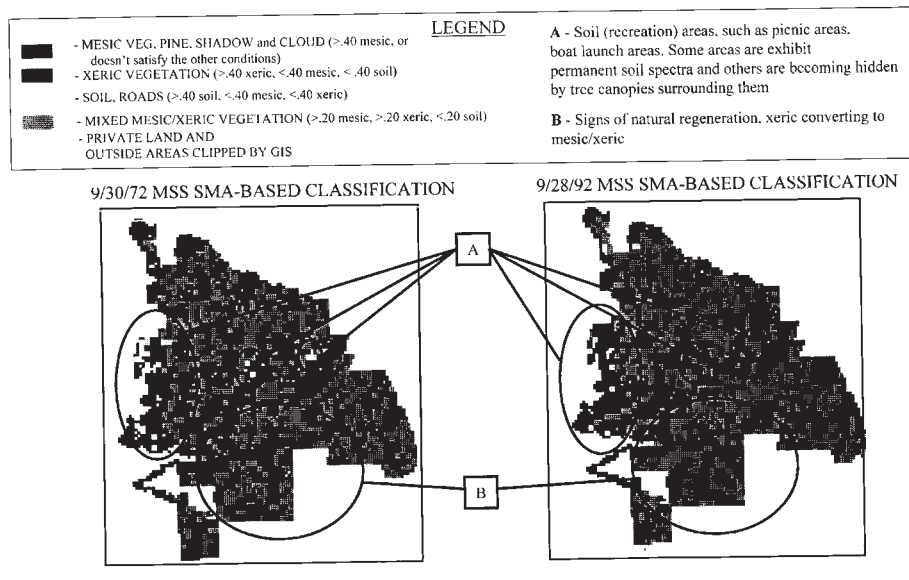 LEGEND
- MESIC VEG, PINE, SHADOW and CLOUD (>.40 mesic, or
doesn't satisfy the other conditions)
- XERIC VEGETATION (>.40 xeric, <.40 mesic, < .40 soil)
- SOIL, ROADS (>.40 soil, <.40 mesic, <.40 xeric)
- MIXED MESIC/XERIC VEGETATION (>.20 mesic, >.20 xeric, <.20 soil)
- PRIVATE LAND AND
OUTSIDE AREAS CLIPPED BY GIS
A - Soil (recreation) areas, such as picnic areas,
boat launch areas. Some areas are exhibit
permanent soil spectra and others are becoming hidden
by tree canopies surrounding them
B - Signs of natural regeneration, xeric converting to
mesic/xeric
9/30/72 MSS SMA-BASED CLASSIFICATION
9/28/92 MSS SMA-BASED CLASSIFICATION
A
B